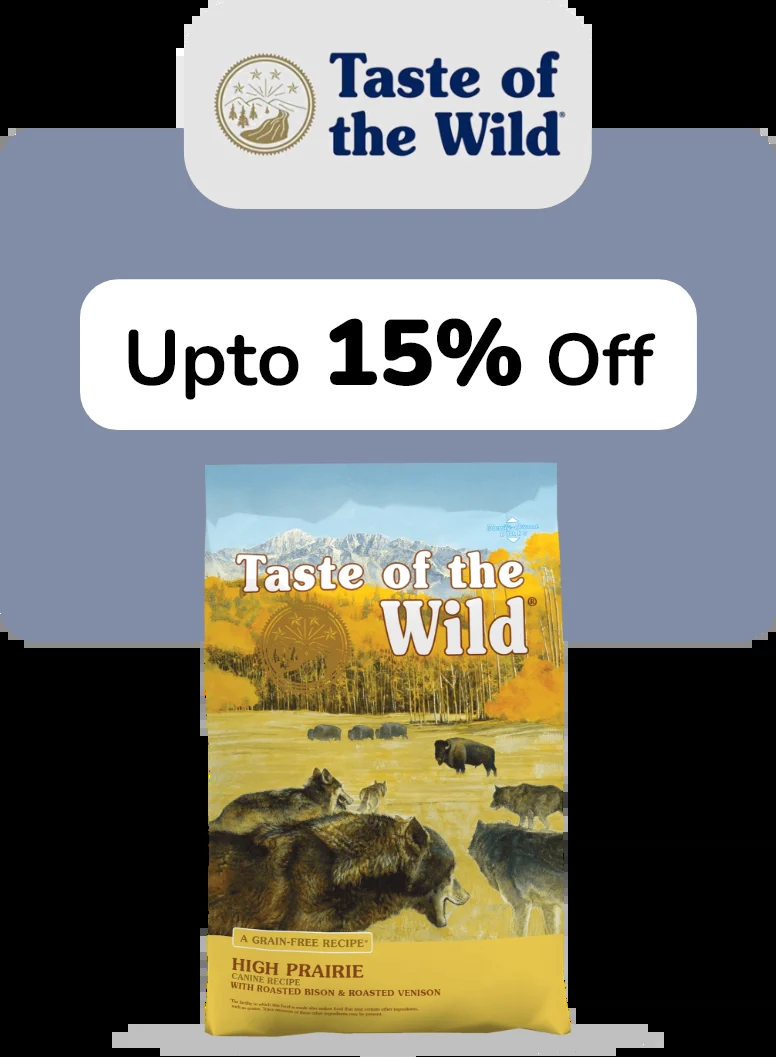 Taste of
the Wild®
Upto 15% Off
Taste of the
Wild®
A GRAIN-FREE RECIPE*
HIGH PRAIRIE
CANINE RECIPE
WITH ROASTED BISON & ROASTED VENISON